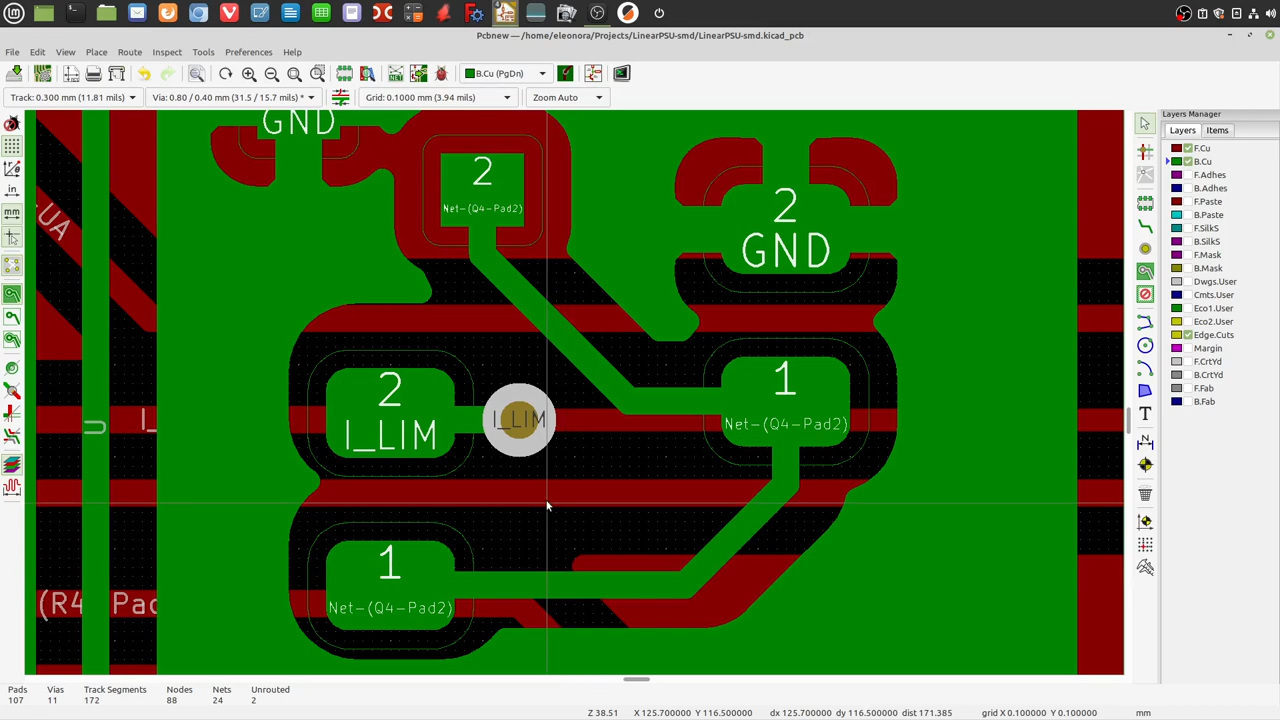 Pcbnew — /home/eleonora/Projects/LinearPSU-smd/LinearPSU-smd.kicad_pcb
File Edit View Place Route Inspect Tools Preferences Help
B.Cu (PgDn)
Track: 0.300 mm (11.81 mils)
Via: 0.80 / 0.40 mm (31.5 / 15.7 mils) *
Grid: 0.1000 mm (3.94 mils)
Zoom Auto
Layers Manager
Layers Items
F.Cu
B.Cu
F.Adhes
B.Adhes
F.Paste
B.Paste
F.SilkS
B.SilkS
F.Mask
B.Mask
Dwgs.User
Cmts.User
Eco1.User
Eco2.User
Edge.Cuts
Margin
F.CrtYd
B.CrtYd
F.Fab
B.Fab
in
mm
GND
2
Net-(Q4-Pad2)
2
GND
2
I_LIM
I_LIM
1
Net-(Q4-Pad2)
1
Net-(Q4-Pad2)
(R4 Pad
Pads Vias Track Segments Nodes Nets Unrouted
107 11 172 88 24 2
Z 38.51 X 125.700000 Y 116.500000 dx 125.700000 dy 116.500000 dist 171.385 grid X 0.100000 Y 0.100000 mm